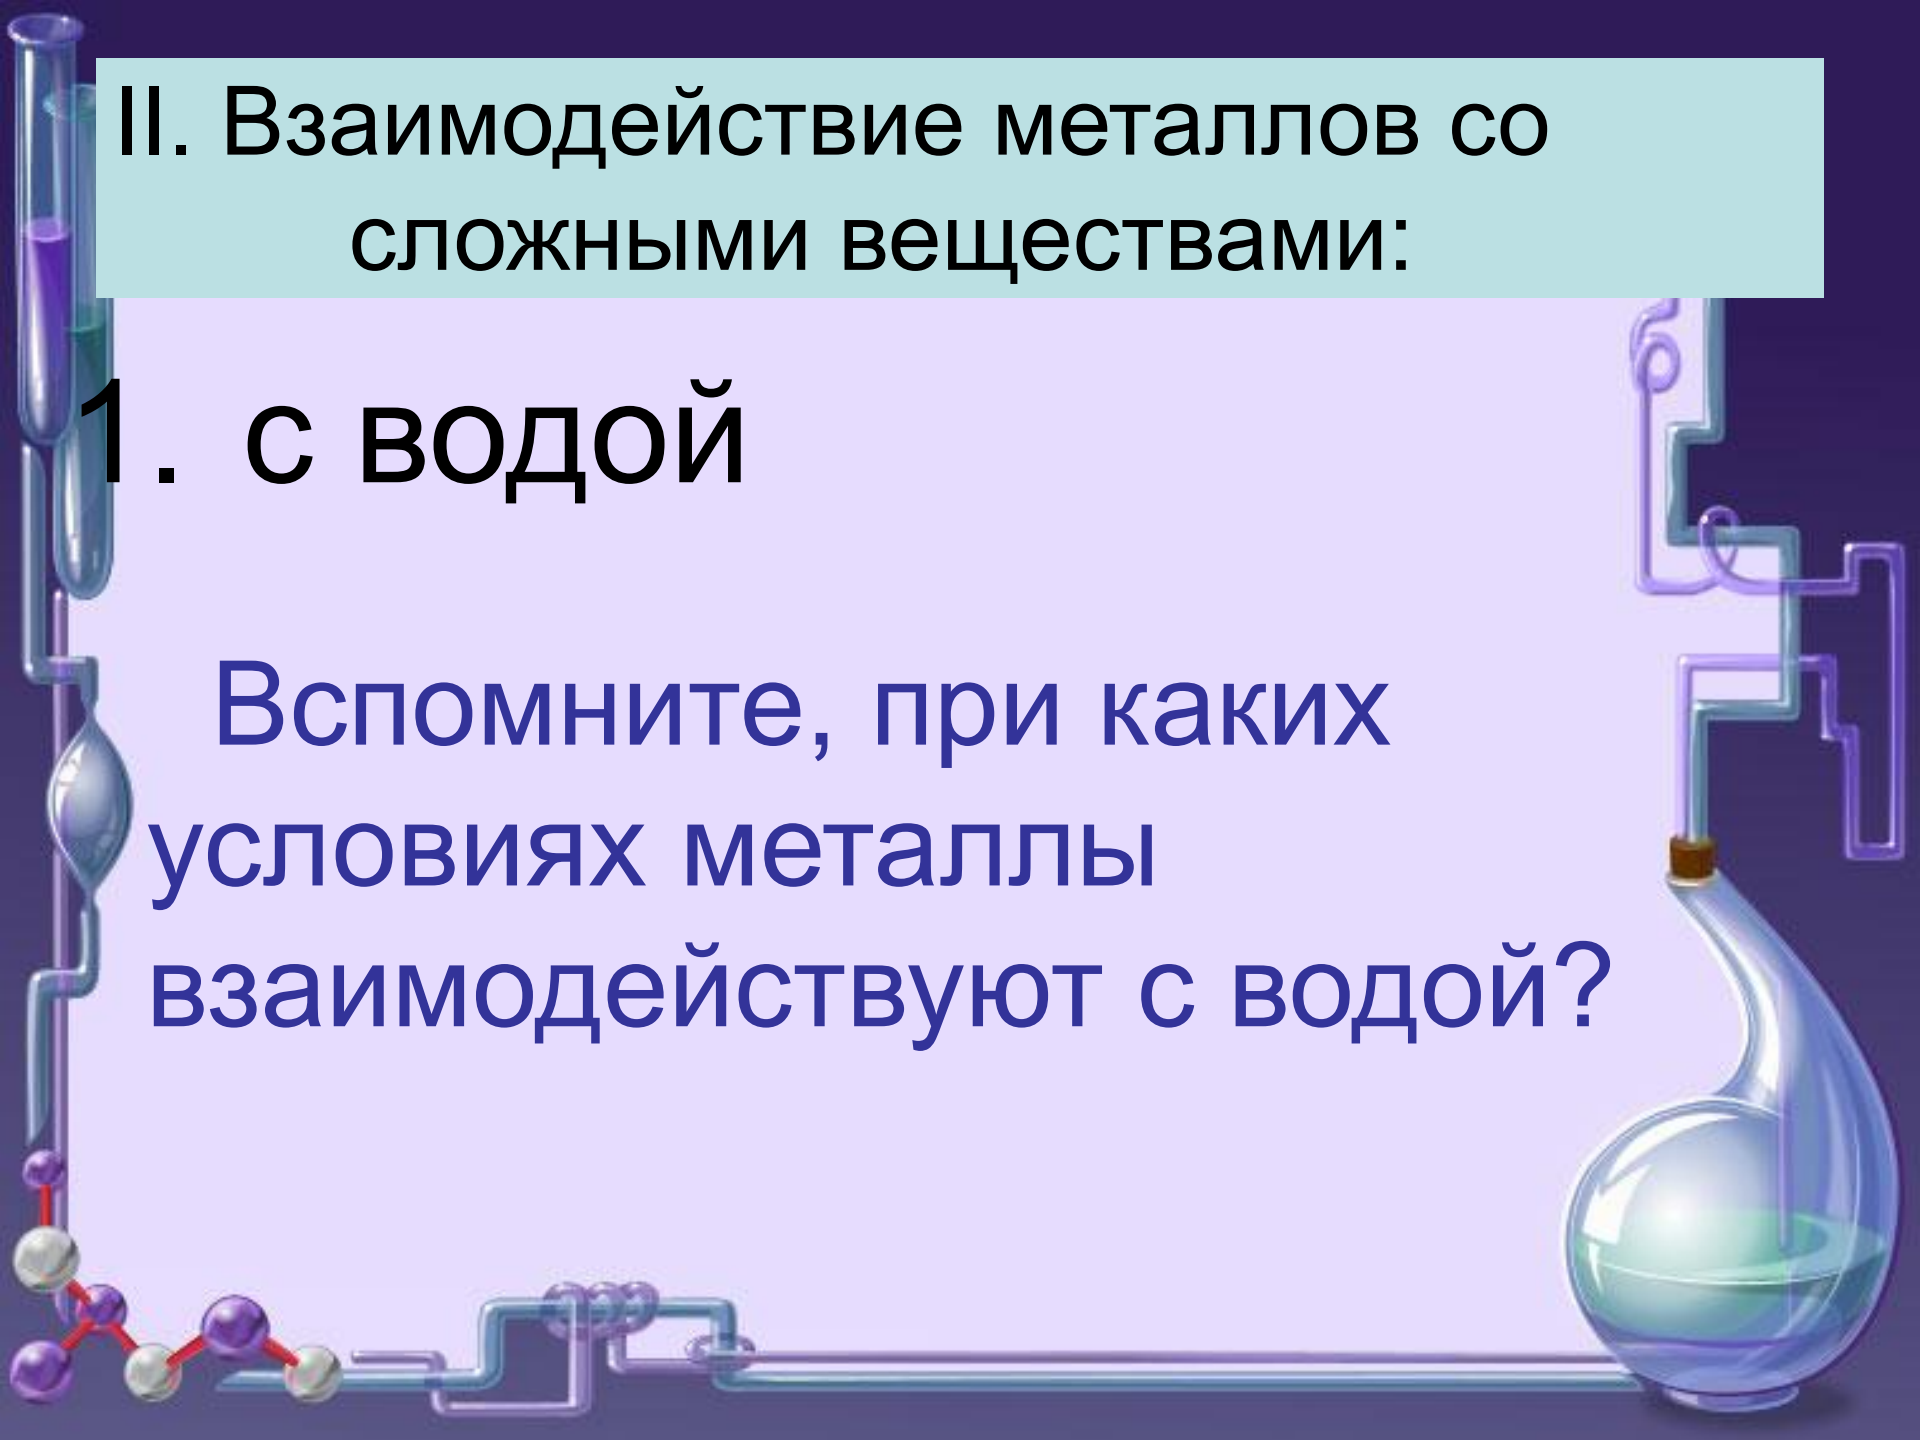 II. Взаимодействие металлов со
сложными веществами:
1. с водой
Вспомните, при каких
условиях металлы
взаимодействуют с водой?